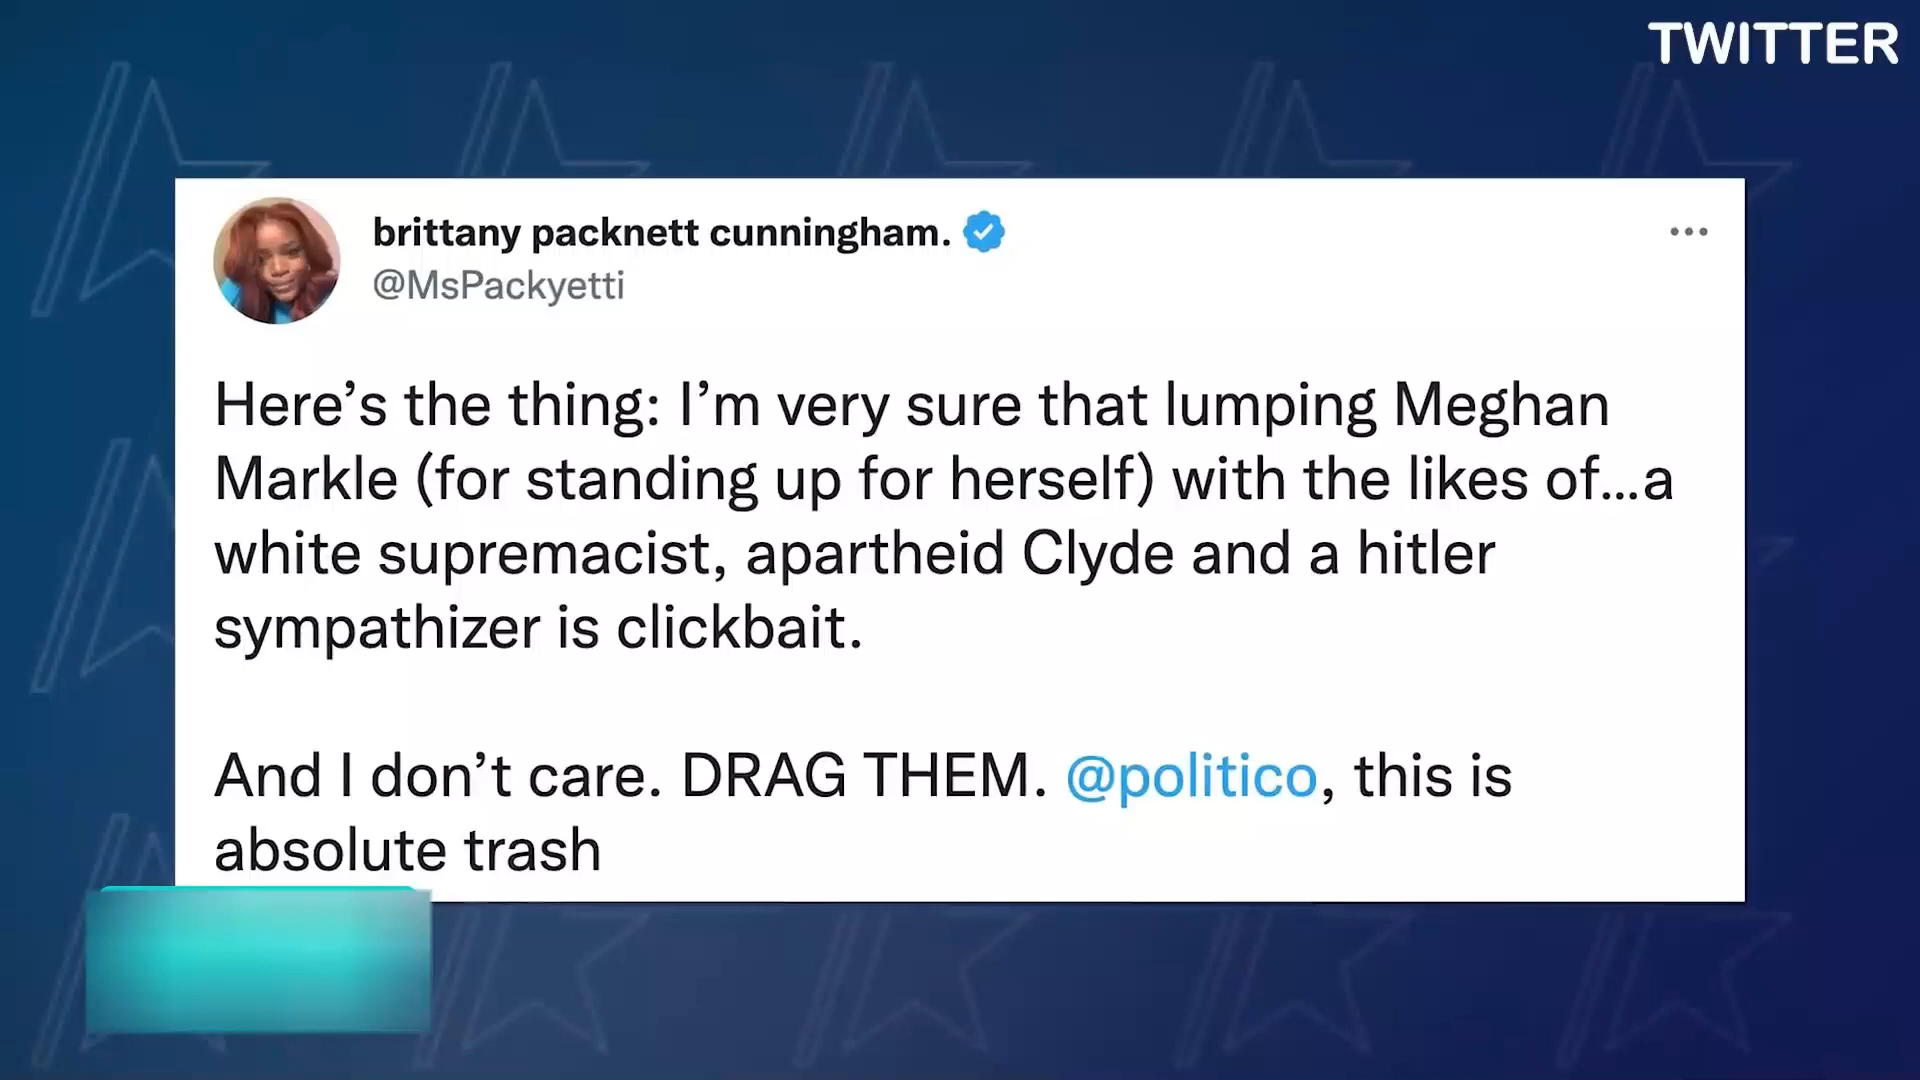 TWITTER
brittany packnett cunningham.
@MsPackyetti
Here’s the thing: I’m very sure that lumping Meghan
Markle (for standing up for herself) with the likes of...a
white supremacist, apartheid Clyde and a hitler
sympathizer is clickbait.
And I don’t care. DRAG THEM. @politico, this is
absolute trash